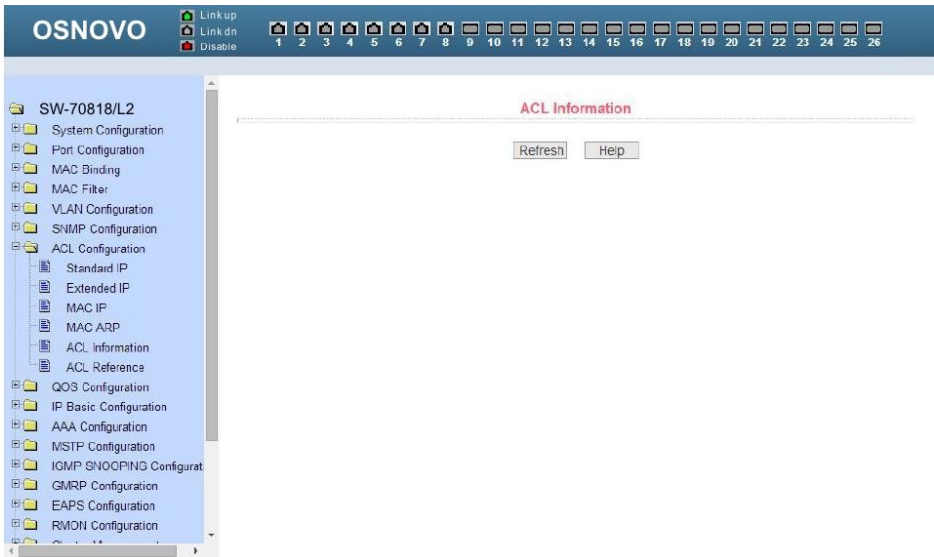 OSNOVO
Link up
Link dn
Disable
1 2 3 4 5 6 7 8 9 10 11 12 13 14 15 16 17 18 19 20 21 22 23 24 25 26
SW-70818/L2
System Configuration
Port Configuration
MAC Binding
MAC Filter
VLAN Configuration
SNMP Configuration
ACL Configuration
Standard IP
Extended IP
MAC IP
MAC ARP
ACL Information
ACL Reference
QOS Configuration
IP Basic Configuration
AAA Configuration
MSTP Configuration
IGMP SNOOPING Configurat
GMRP Configuration
EAPS Configuration
RMON Configuration
ACL Information
Refresh Help